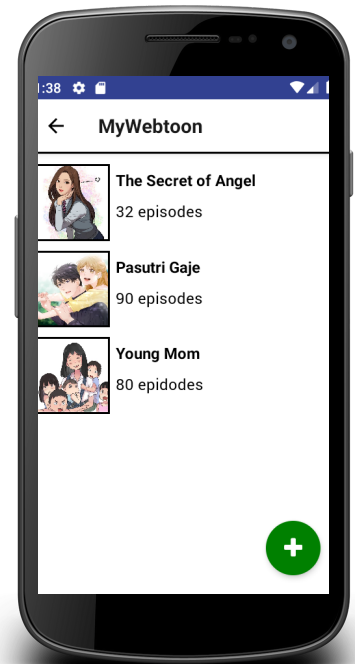 :38
MyWebtoon
The Secret of Angel
32 episodes
Pasutri Gaje
90 episodes
Young Mom
80 epidodes